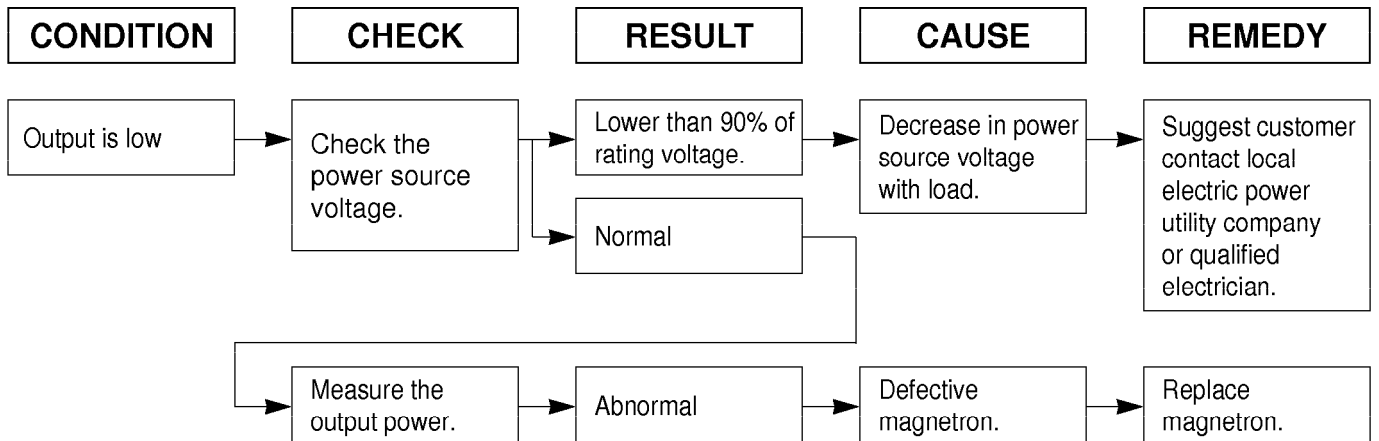 CONDITION
CHECK
RESULT
CAUSE
REMEDY
Output is low
Check the
power source
voltage.
Lower than 90% of
rating voltage.
Decrease in power
source voltage
with load.
Suggest customer
contact local
electric power
utility company
or qualified
electrician.
Normal
Measure the
output power.
Abnormal
Defective
magnetron.
Replace
magnetron.